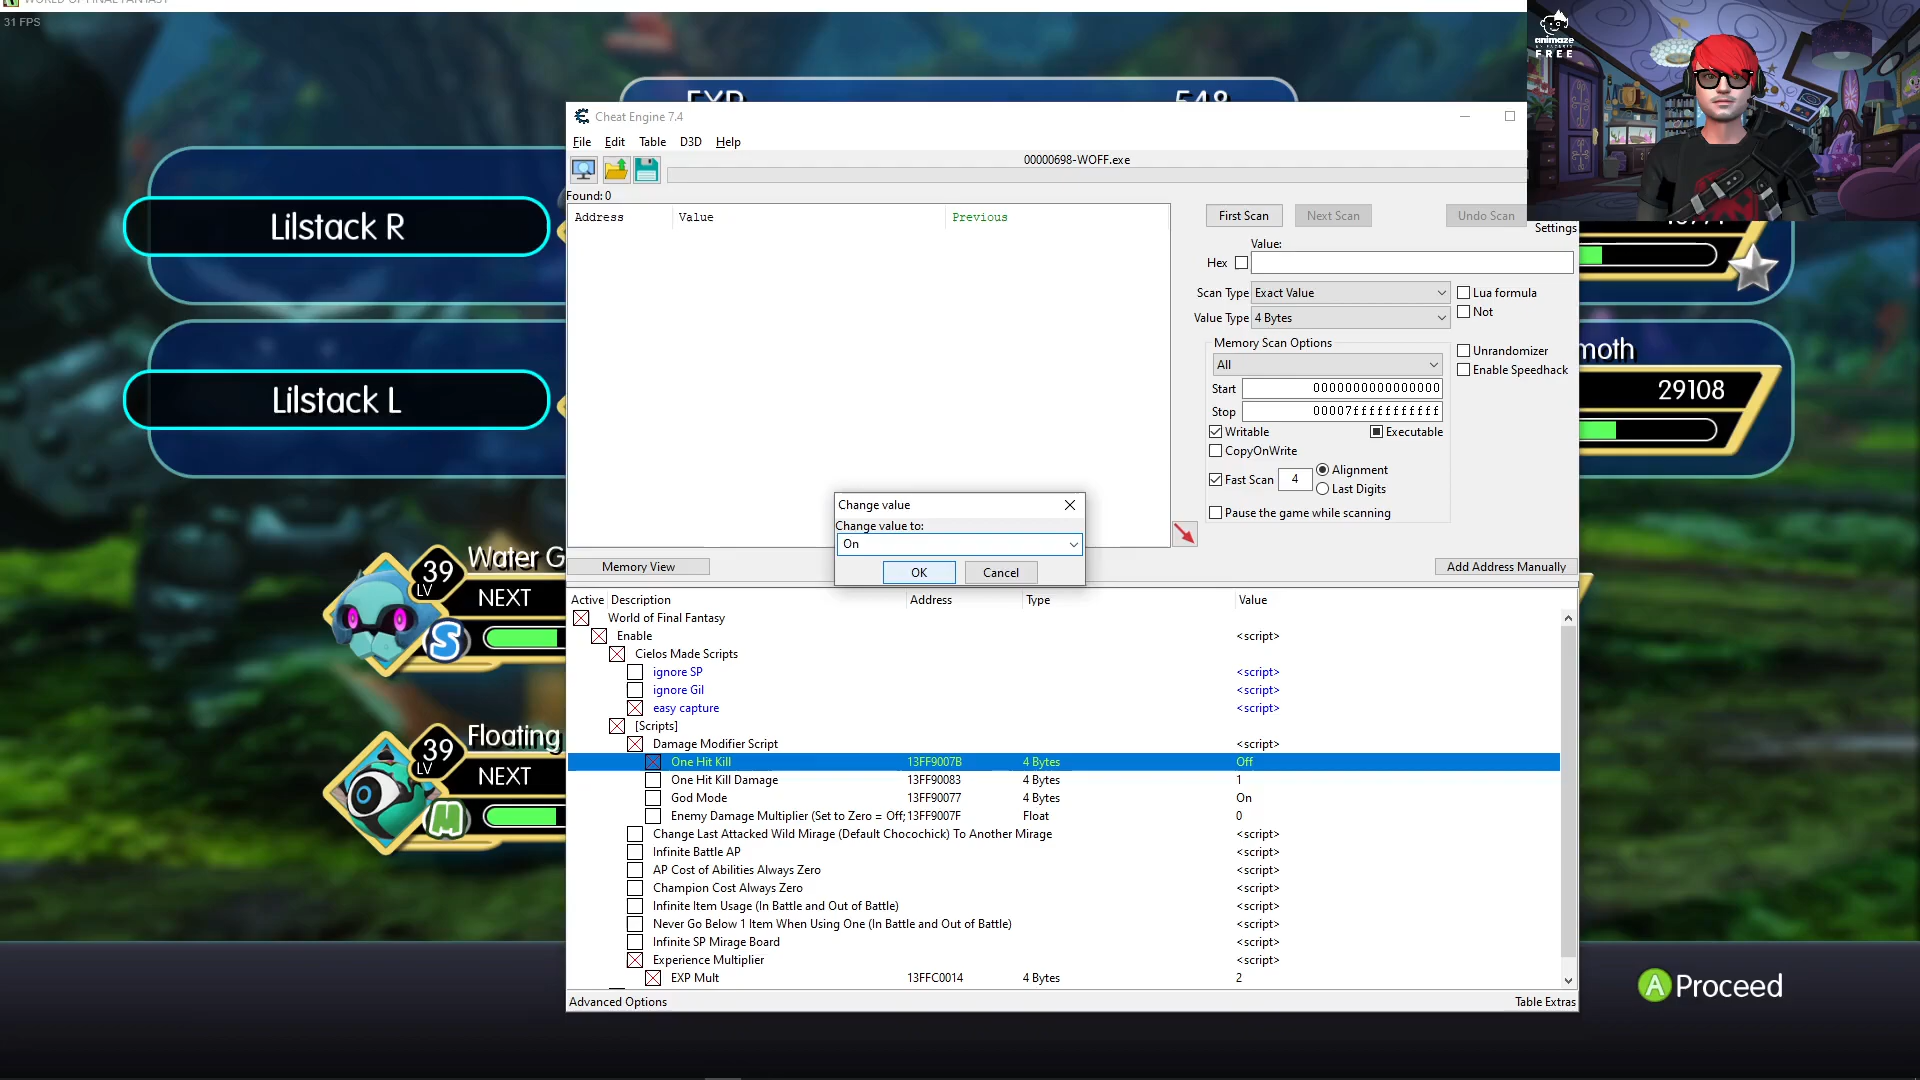 31 FPS
animaze
FREE
Lilstack R
Lilstack L
Water G
39
LV
NEXT
S
Floating
39
LV
NEXT
M
moth
29108
A Proceed
Cheat Engine 7.4
File Edit Table D3D Help
00000698-WOFF.exe
Found: 0
Address Value Previous
First Scan Next Scan Undo Scan
Settings
Value:
Hex
Scan Type Exact Value
Lua formula
Value Type 4 Bytes
Not
Memory Scan Options
All
Unrandomizer
Enable Speedhack
Start 0000000000000000
Stop 00007fffffffffff
Writable Executable
CopyOnWrite
Fast Scan 4 Alignment
Last Digits
Pause the game while scanning
Change value
Change value to:
On
OK Cancel
Memory View
Add Address Manually
Active Description Address Type Value
World of Final Fantasy
Enable <script>
Cielos Made Scripts
ignore SP <script>
ignore Gil <script>
easy capture <script>
[Scripts]
Damage Modifier Script <script>
One Hit Kill 13FF9007B 4 Bytes Off
One Hit Kill Damage 13FF90083 4 Bytes 1
God Mode 13FF90077 4 Bytes On
Enemy Damage Multiplier (Set to Zero = Off; 13FF9007F Float 0
Change Last Attacked Wild Mirage (Default Chocochick) To Another Mirage <script>
Infinite Battle AP <script>
AP Cost of Abilities Always Zero <script>
Champion Cost Always Zero <script>
Infinite Item Usage (In Battle and Out of Battle) <script>
Never Go Below 1 Item When Using One (In Battle and Out of Battle) <script>
Infinite SP Mirage Board <script>
Experience Multiplier <script>
EXP Mult 13FFC0014 4 Bytes 2
Advanced Options
Table Extras